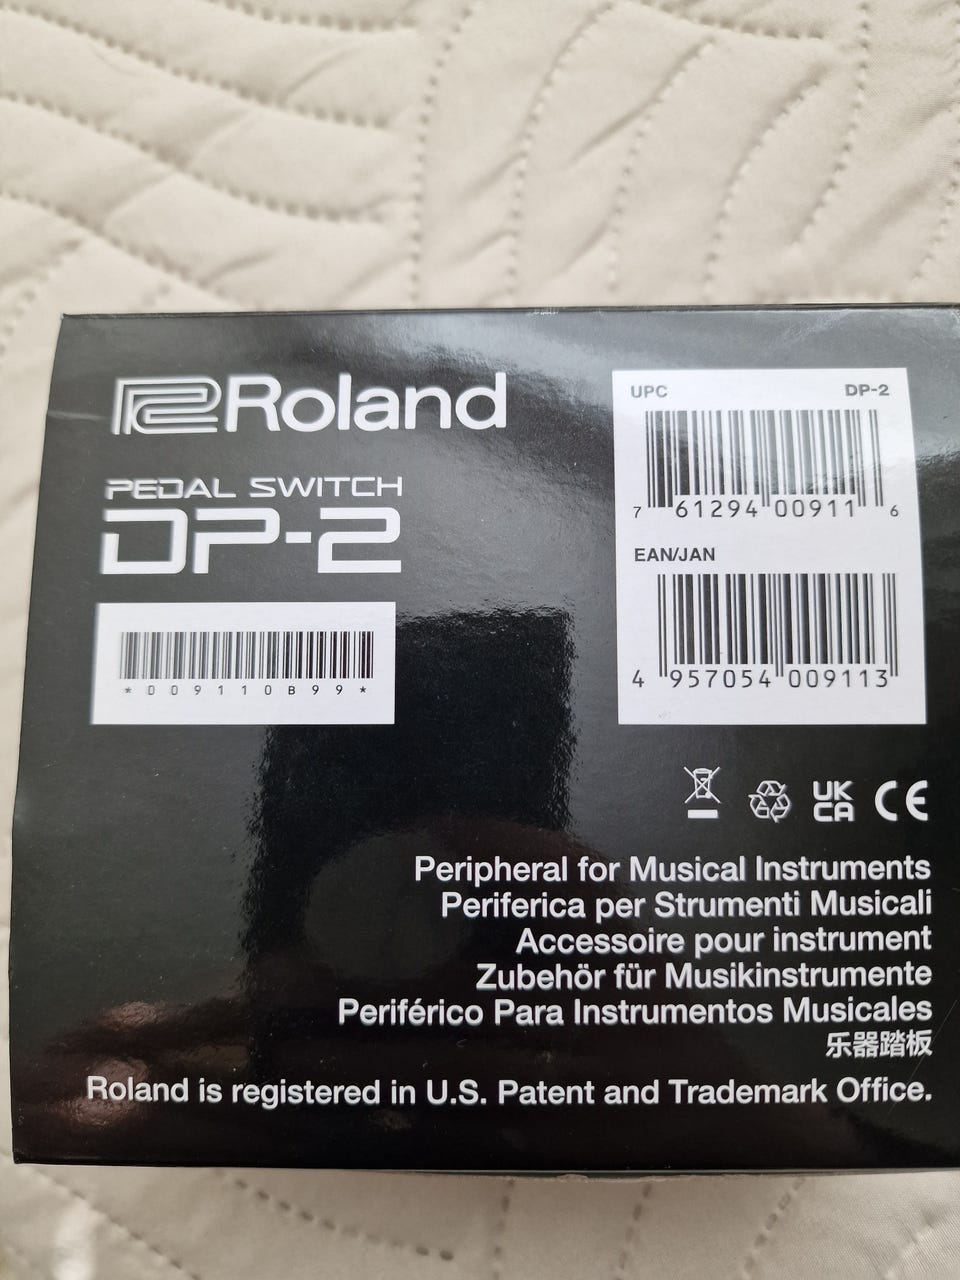 Roland
PEDAL SWITCH
DP-2
*009110B99*
UPC DP-2
7 61294 00911 6
EAN/JAN
4 957054 009113
UK
CA
CE
Peripheral for Musical Instruments
Periferica per Strumenti Musicali
Accessoire pour instrument
Zubehör für Musikinstrumente
Periférico Para Instrumentos Musicales
乐器踏板
Roland is registered in U.S. Patent and Trademark Office.